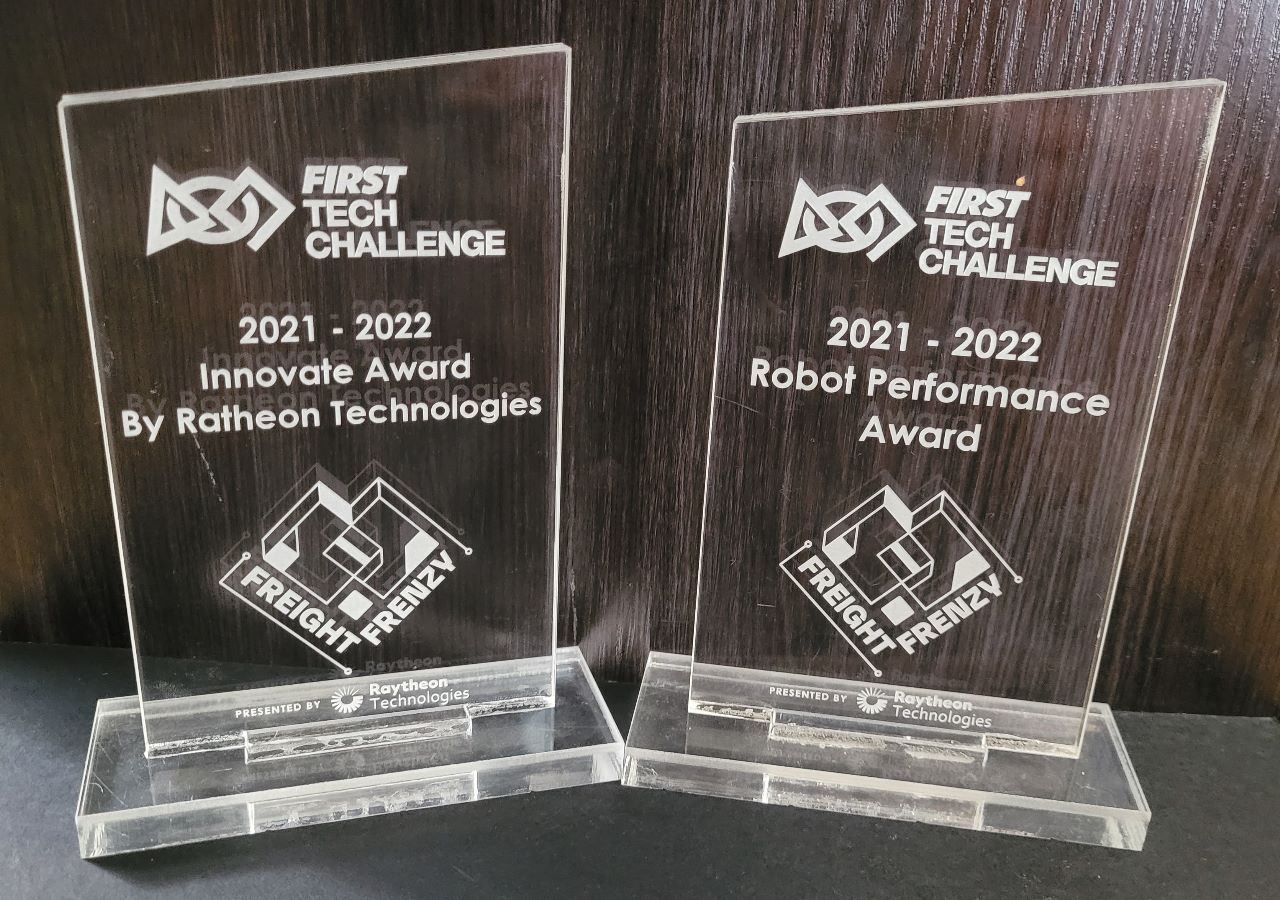 FIRST
TECH
CHALLENGE
2021 - 2022
Innovate Award
By Ratheon Technologies
FREIGHT FRENZY
PRESENTED BY Raytheon
Technologies
FIRST
TECH
CHALLENGE
2021 - 2022
Robot Performance
Award
FREIGHT FRENZY
PRESENTED BY Raytheon
Technologies